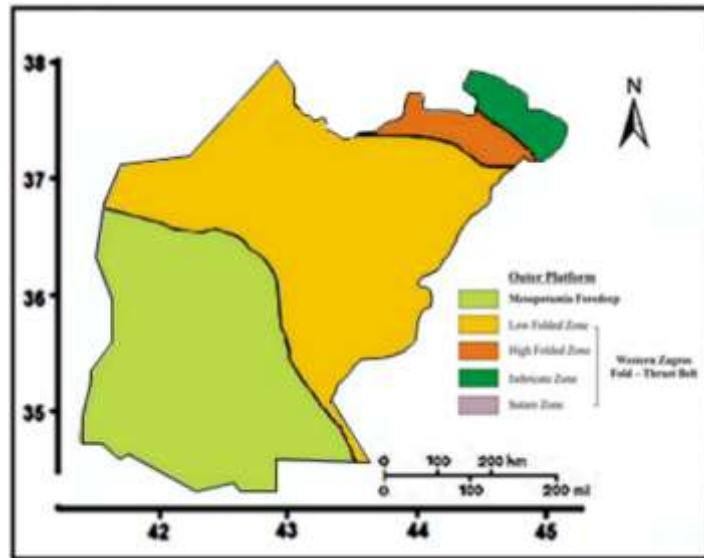 38
37
36
35
42 43 44 45
N
Outer Platform
Mesopotamia Foredeep
Low Folded Zone
High Folded Zone
Imbricate Zone
Suture Zone
Western Zagros
Fold – Thrust Belt
0 100 200 km
0 100 200 mi